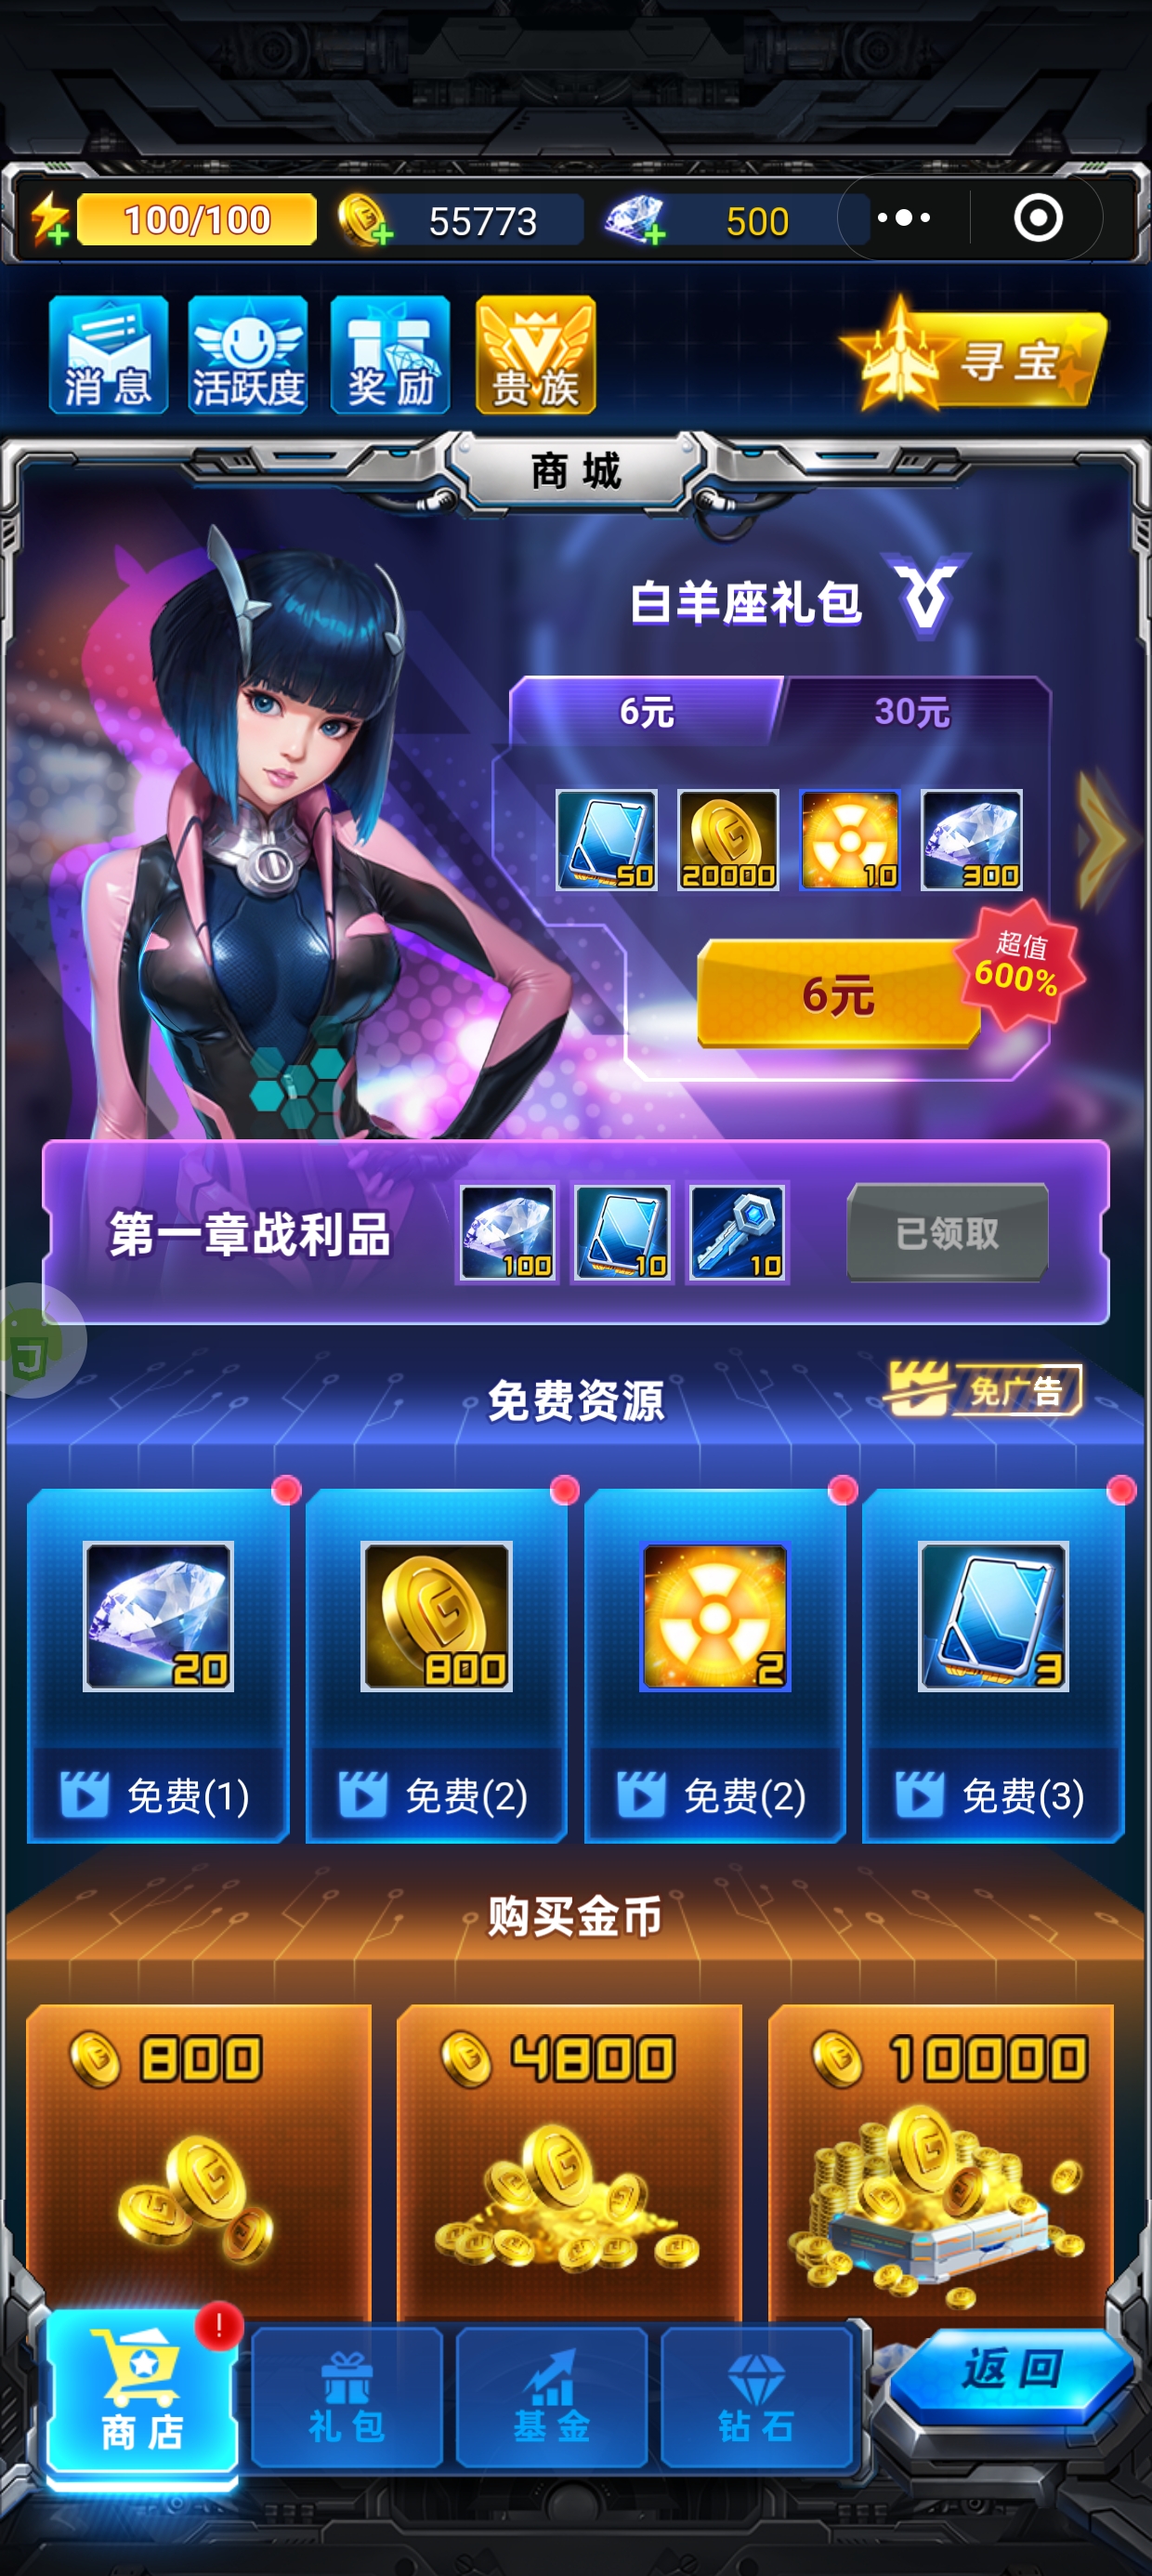 100/100 55773 500
消息 活跃度 奖励 贵族 寻宝
商城
白羊座礼包
6元 30元
50 20000 10 300
超值
600%
6元
第一章战利品 100 10 10 已领取
免费资源 免广告
20 800 2 3
免费(1) 免费(2) 免费(2) 免费(3)
购买金币
800 4800 10000
!
商店 礼包 基金 钻石 返回